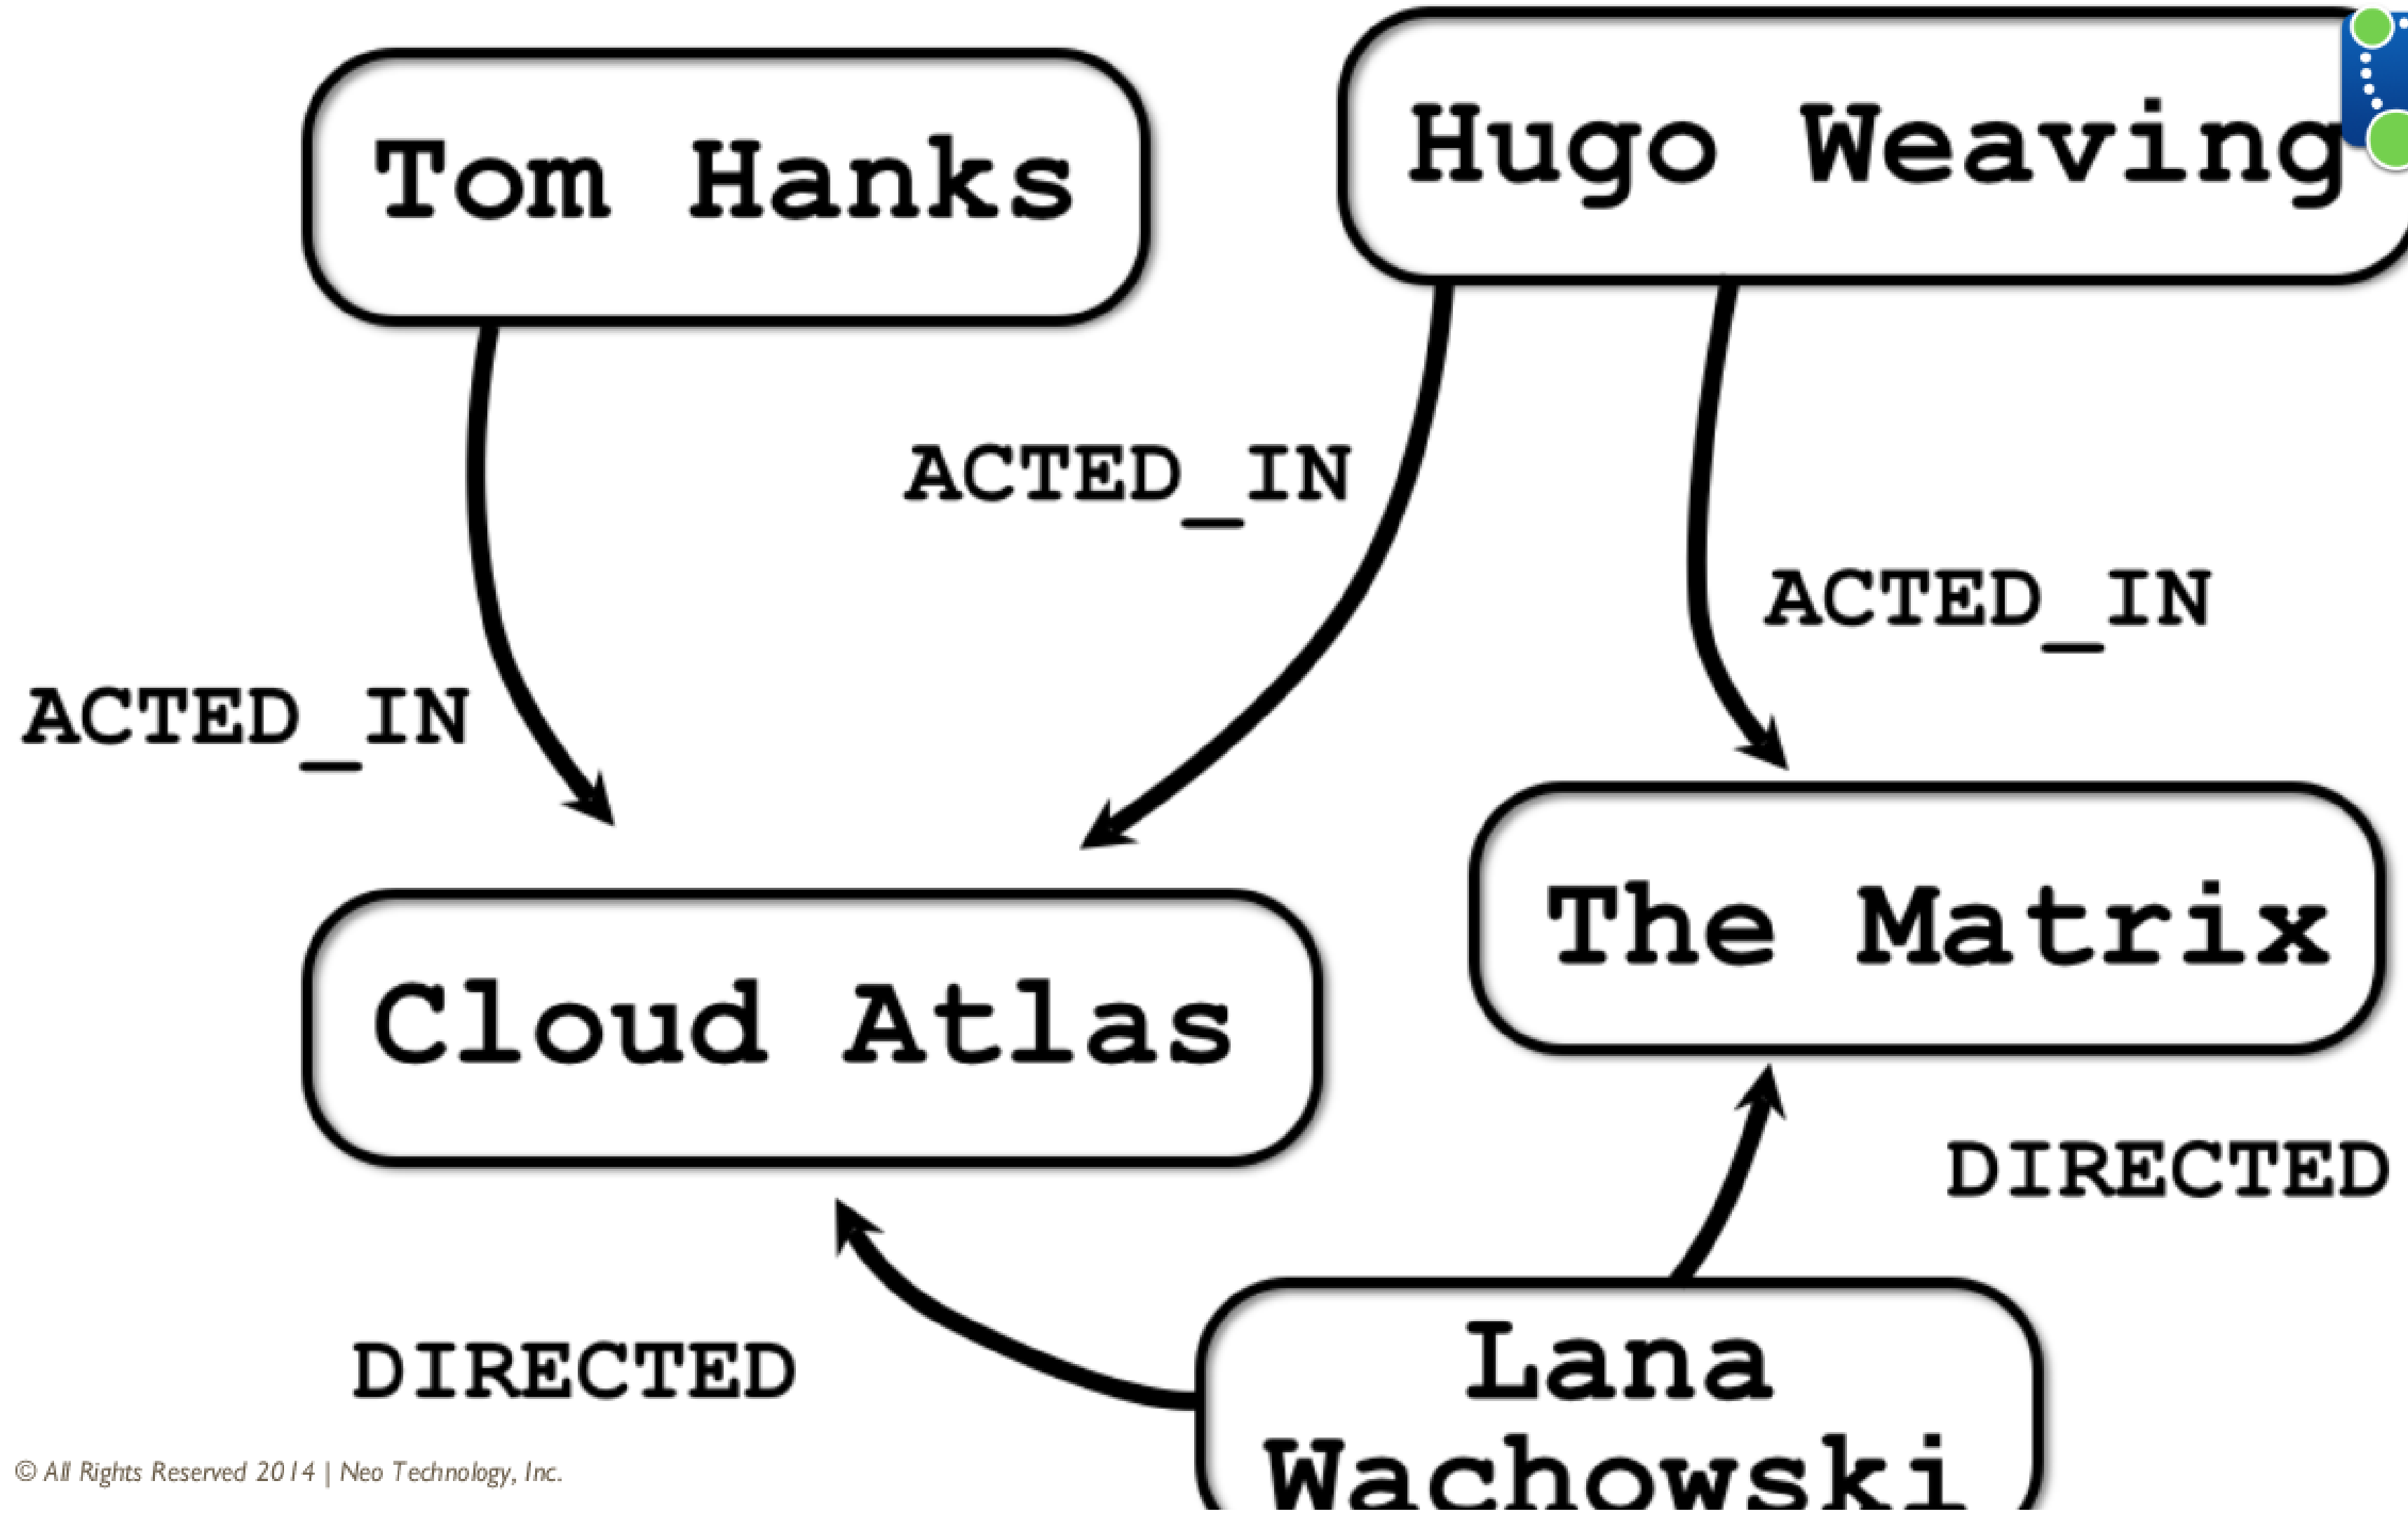 Tom Hanks
Hugo Weaving
ACTED_IN
ACTED_IN
ACTED_IN
The Matrix
Cloud Atlas
DIRECTED
DIRECTED
Lana
Wachowski
© All Rights Reserved 2014 | Neo Technology, Inc.